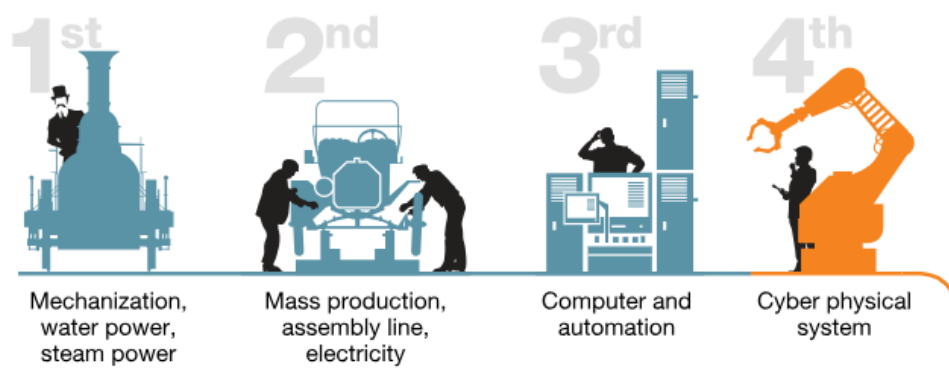 1st
2nd
3rd
4th
Mechanization,
water power,
steam power
Mass production,
assembly line,
electricity
Computer and
automation
Cyber physical
system